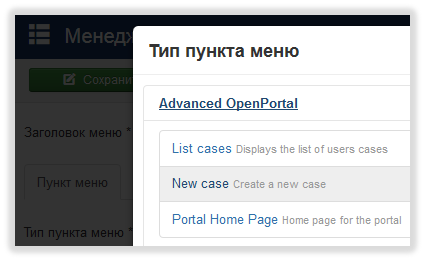 Менедж
Тип пункта меню
Сохрани
Advanced OpenPortal
Заголовок меню *
List cases Displays the list of users cases
Пункт меню
New case Create a new case
Portal Home Page Home page for the portal
Тип пункта меню *